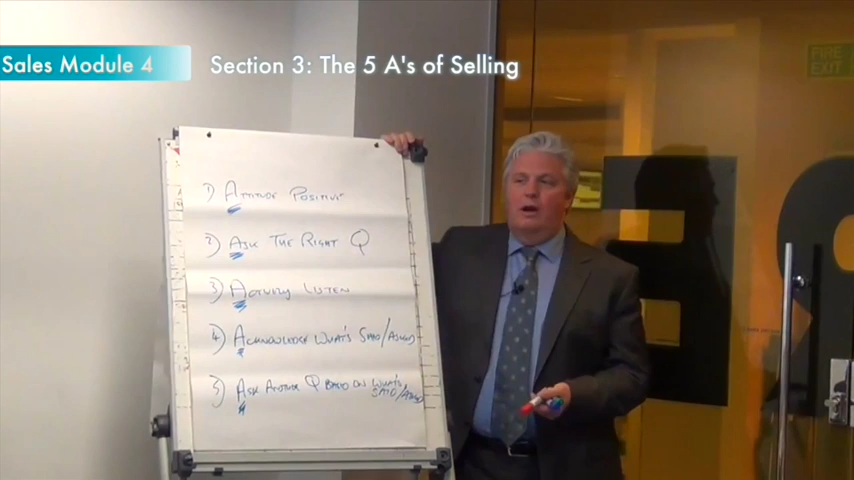 Sales Module 4
Section 3: The 5 A's of Selling
FIRE
EXIT
1) ATTITUDE POSITIVE
2) ASK THE RIGHT Q
3) ACTIVELY LISTEN
4) ACKNOWLEDGE WHAT'S SAID/ASKED
5) ASK ANOTHER Q BASED ON WHAT'S
SAID/ASKED